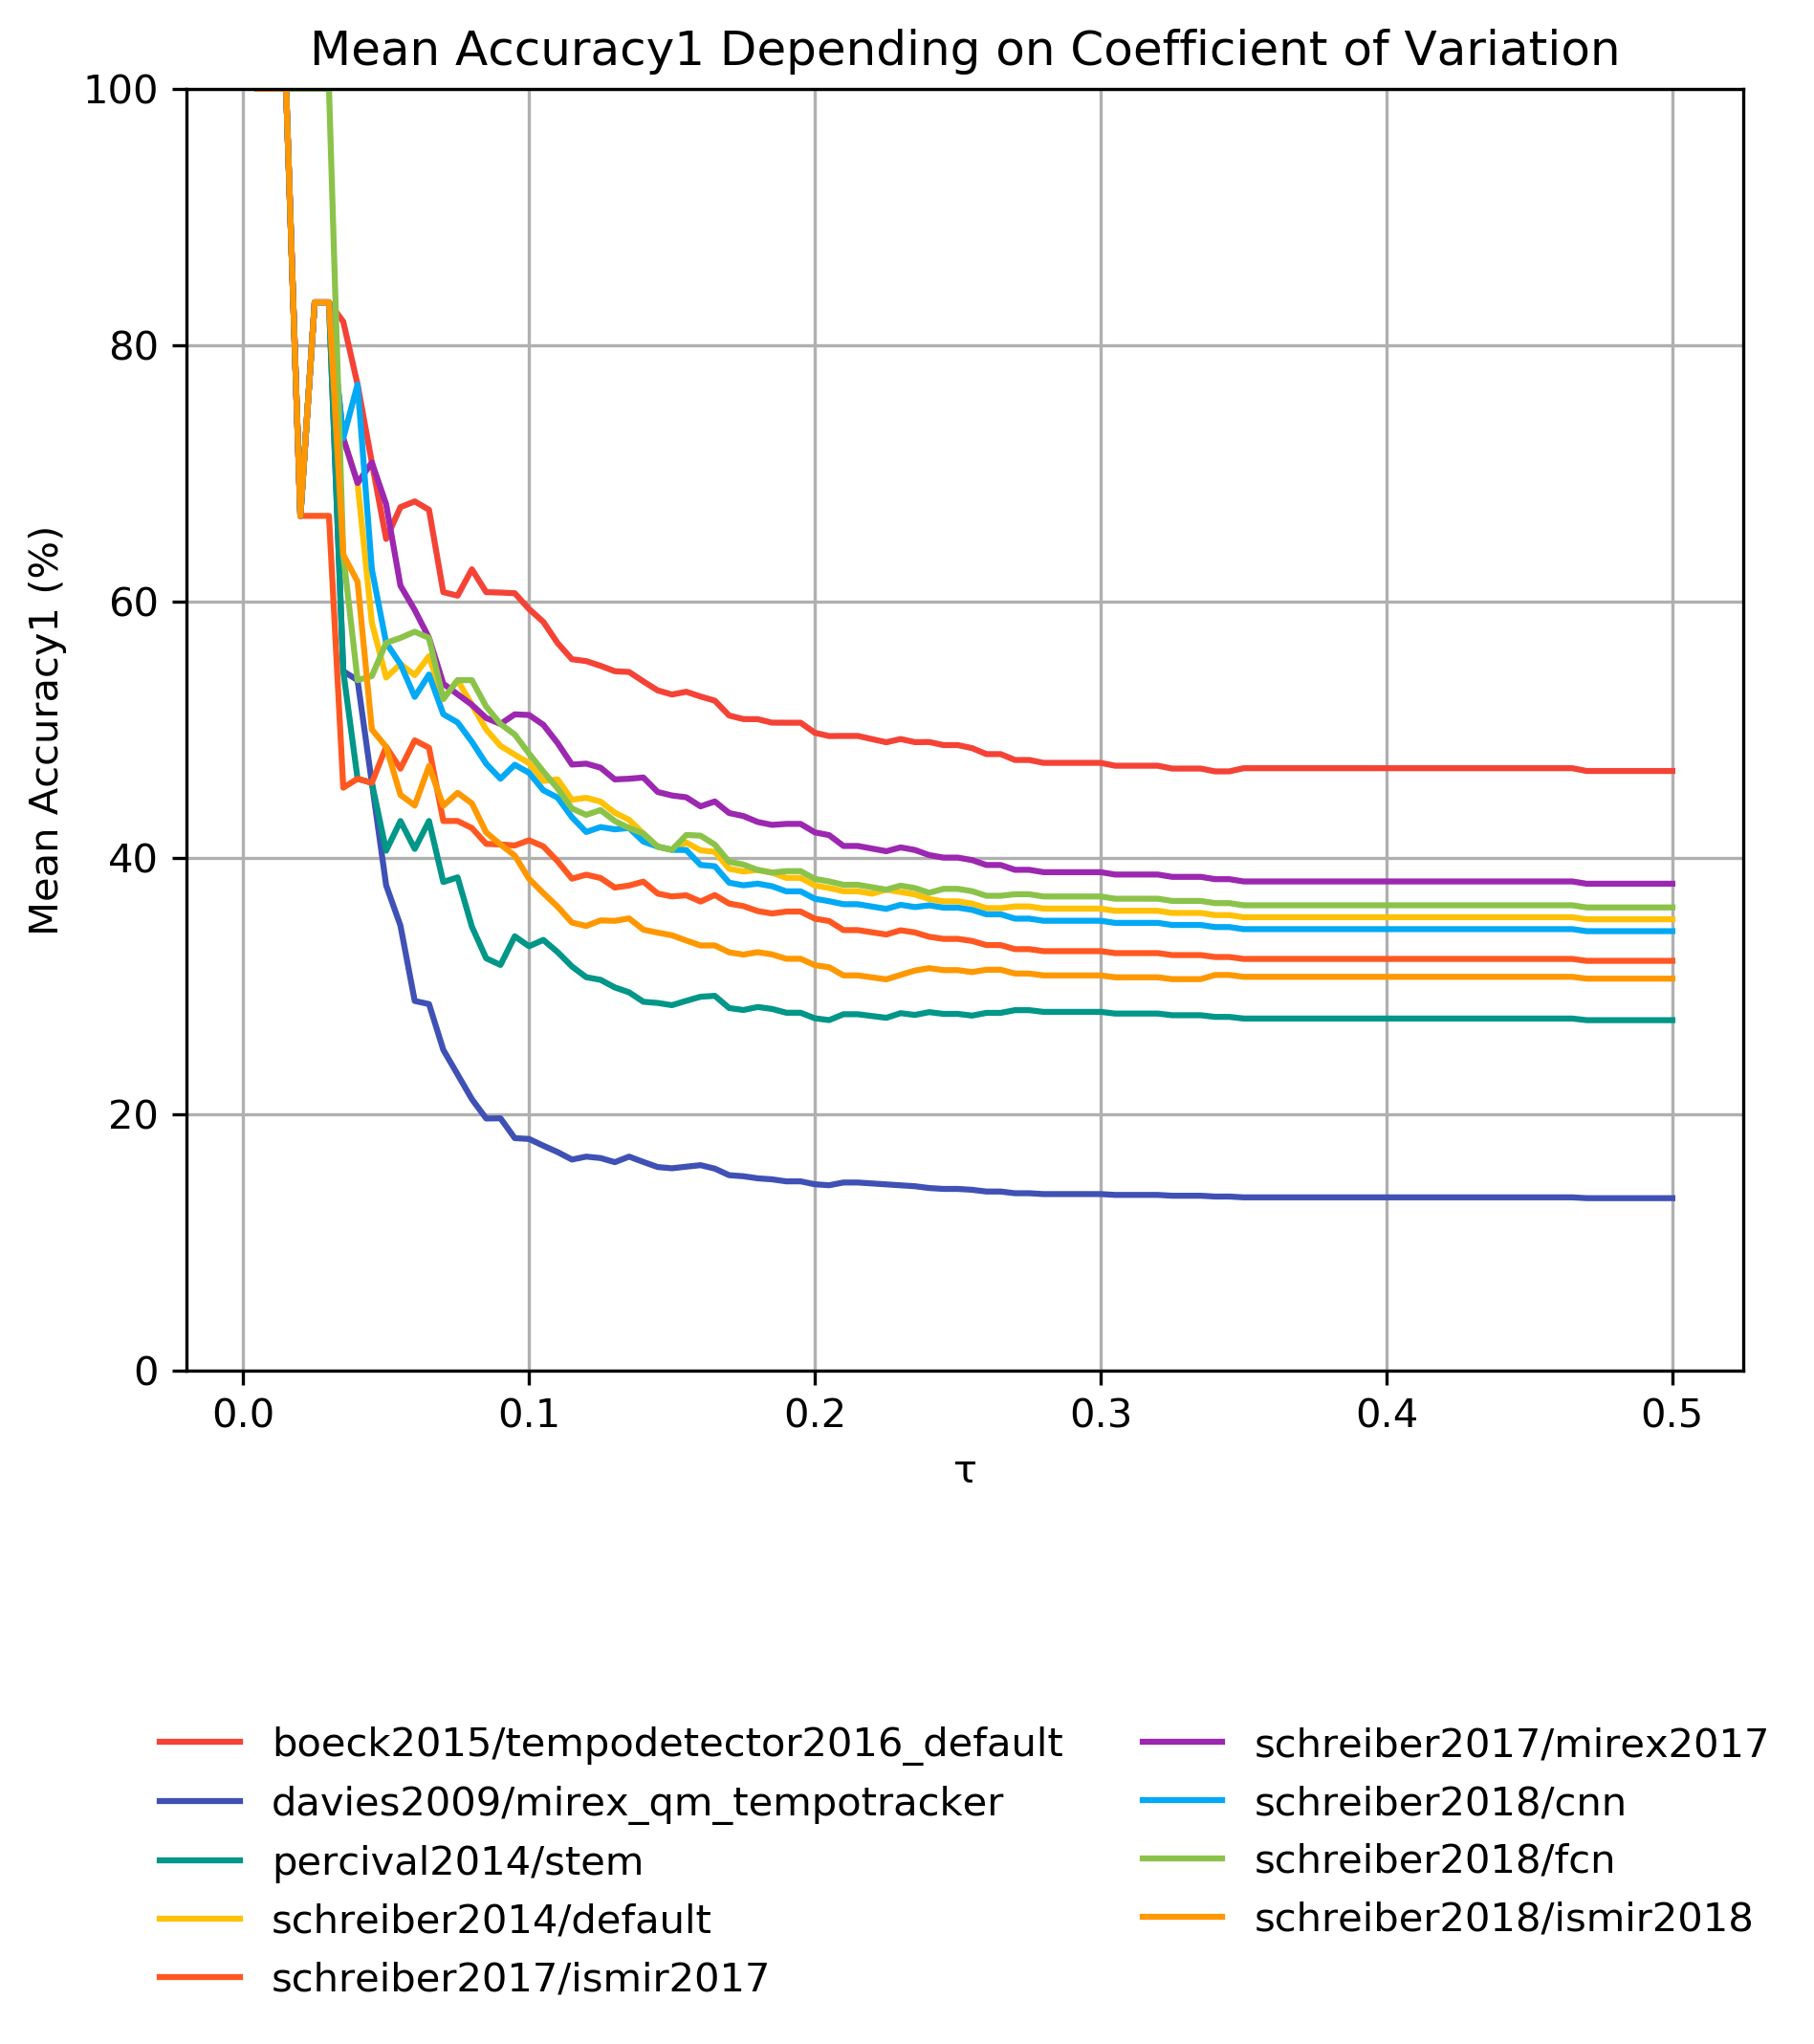 Mean Accuracy1 Depending on Coefficient of Variation
100
80
60
40
20
0
Mean Accuracy1 (%)
0.0 0.1 0.2 0.3 0.4 0.5
τ
boeck2015/tempodetector2016_default
davies2009/mirex_qm_tempotracker
percival2014/stem
schreiber2014/default
schreiber2017/ismir2017
schreiber2017/mirex2017
schreiber2018/cnn
schreiber2018/fcn
schreiber2018/ismir2018